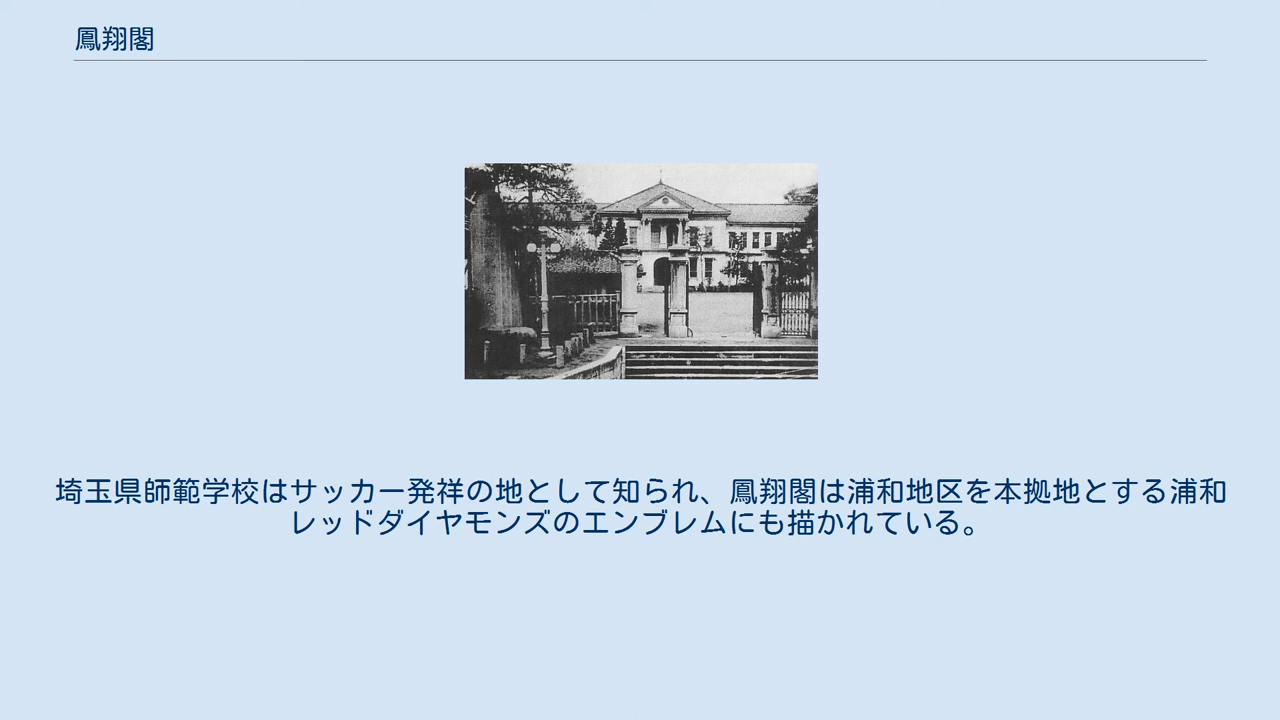 鳳翔閣
埼玉県師範学校はサッカー発祥の地として知られ、鳳翔閣は浦和地区を本拠地とする浦和
レッドダイヤモンズのエンブレムにも描かれている。